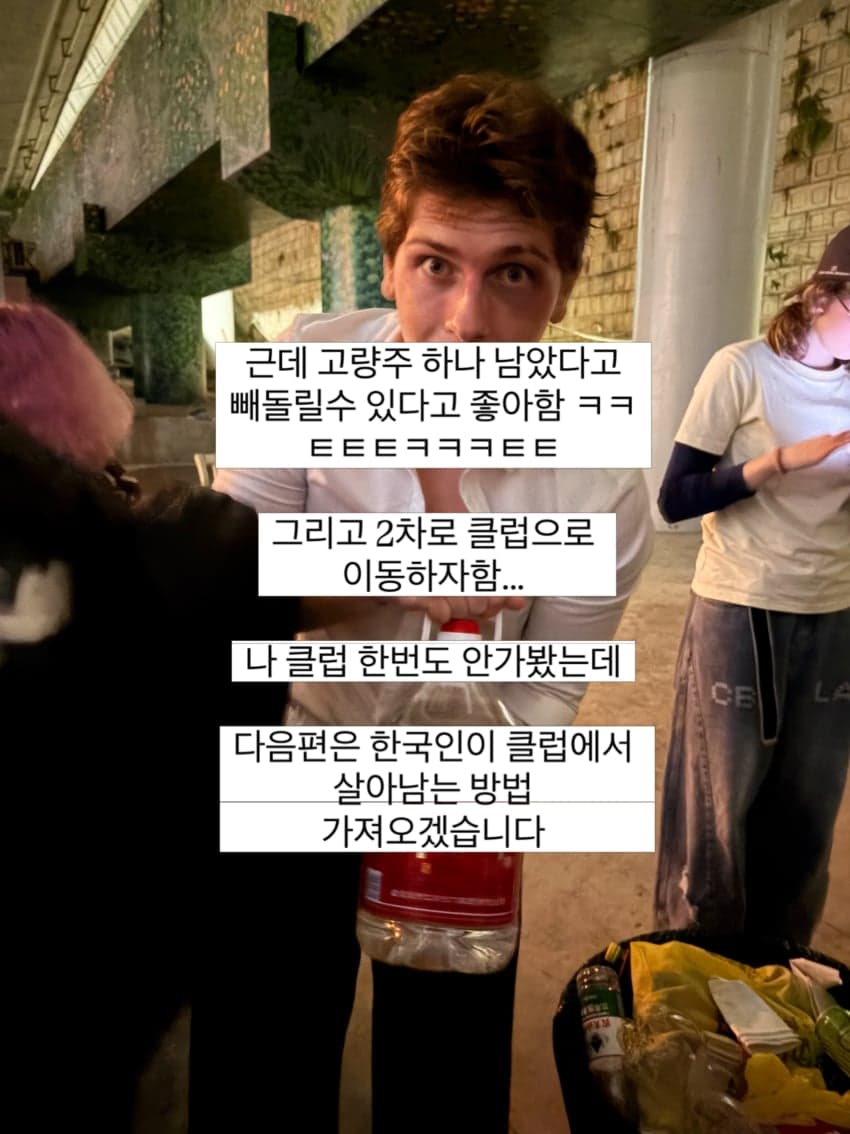 근데 고량주 하나 남았다고
빼돌릴수 있다고 좋아함 ㅋㅋ
ㅌㅌㅌㅋㅋㅋㅌㅌ
그리고 2차로 클럽으로
이동하자함...
나 클럽 한번도 안가봤는데
다음편은 한국인이 클럽에서
살아남는 방법
가져오겠습니다
CB LA